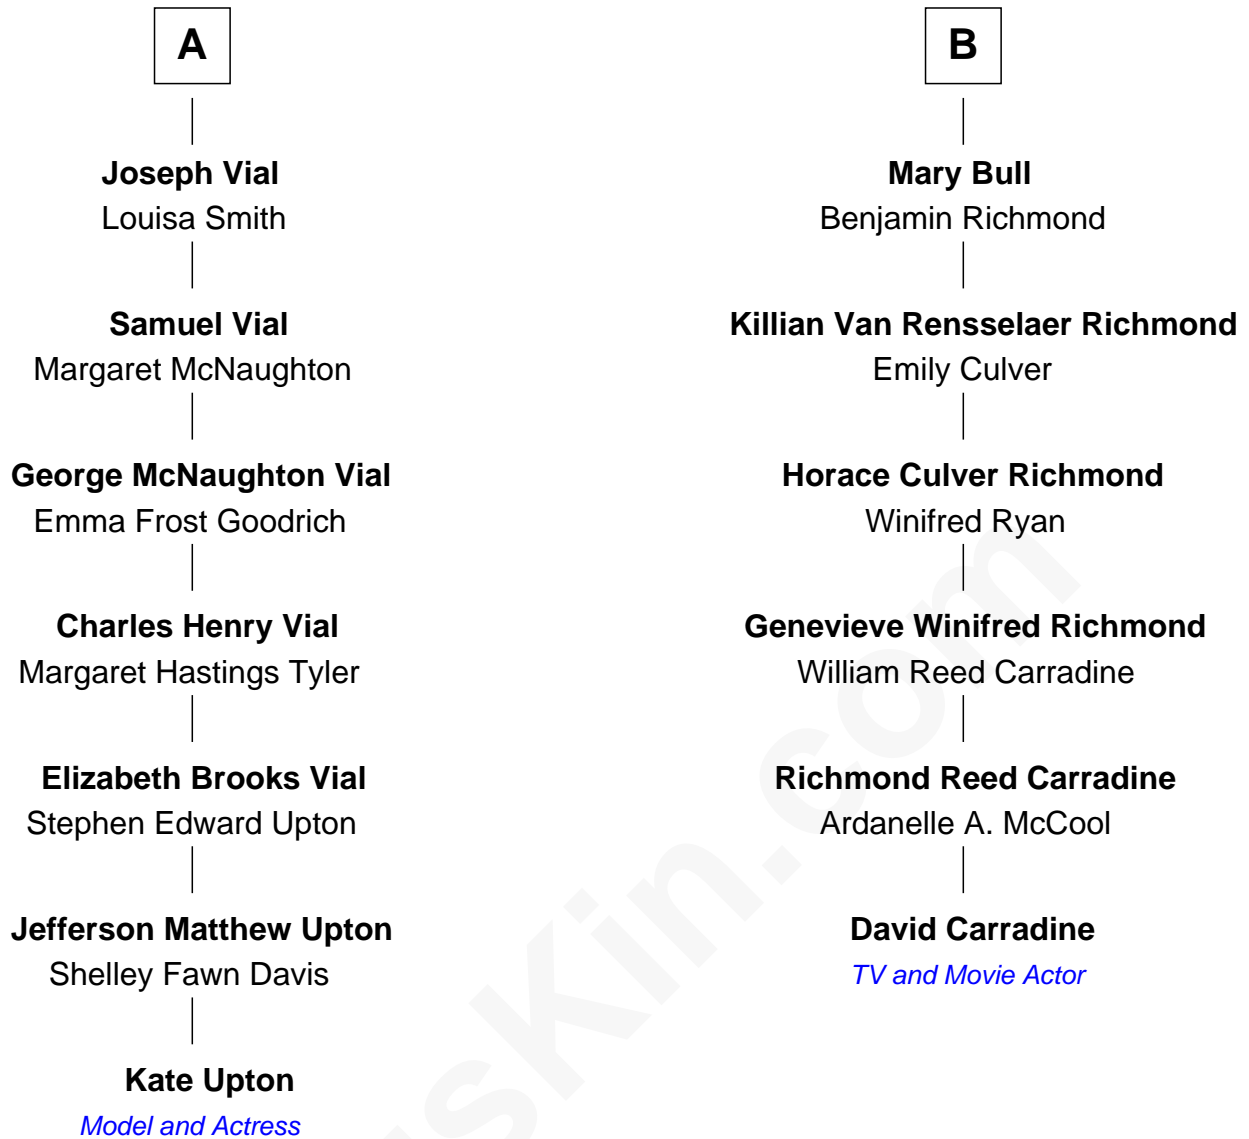 A
Joseph Vial
Louisa Smith
Samuel Vial
Margaret McNaughton
George McNaughton Vial
Emma Frost Goodrich
Charles Henry Vial
Margaret Hastings Tyler
Elizabeth Brooks Vial
Stephen Edward Upton
Jefferson Matthew Upton
Shelley Fawn Davis
Kate Upton
Model and Actress
B
Mary Bull
Benjamin Richmond
Killian Van Rensselaer Richmond
Emily Culver
Horace Culver Richmond
Winifred Ryan
Genevieve Winifred Richmond
William Reed Carradine
Richmond Reed Carradine
Ardanelle A. McCool
David Carradine
TV and Movie Actor
sKin.com